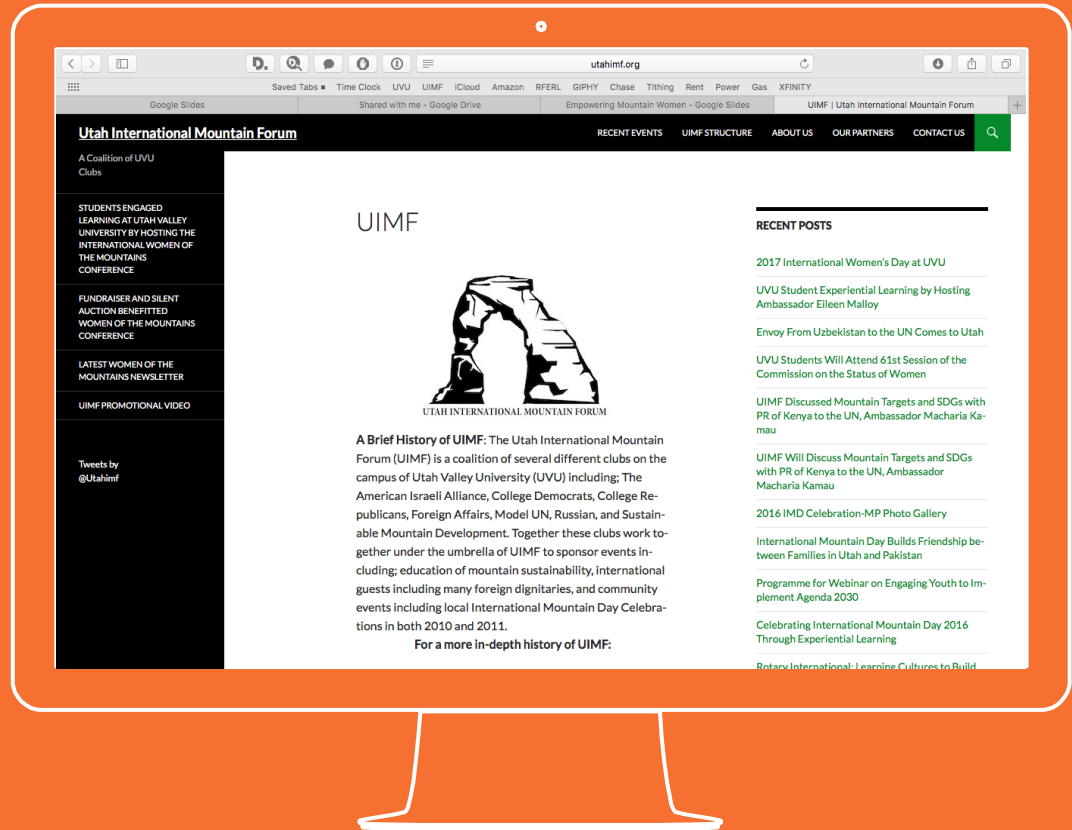 utahimf.org
Saved Tabs Time Clock UVU UIMF iCloud Amazon RFERL GIPHY Chase Tithing Rent Power Gas XFINITY
Google Slides Shared with me - Google Drive Empowering Mountain Women - Google Slides UIMF | Utah International Mountain Forum
Utah International Mountain Forum
RECENT EVENTS UIMF STRUCTURE ABOUT US OUR PARTNERS CONTACT US
A Coalition of UVU
Clubs
STUDENTS ENGAGED
LEARNING AT UTAH VALLEY
UNIVERSITY BY HOSTING THE
INTERNATIONAL WOMEN OF
THE MOUNTAINS
CONFERENCE
FUNDRAISER AND SILENT
AUCTION BENEFITTED
WOMEN OF THE MOUNTAINS
CONFERENCE
LATEST WOMEN OF THE
MOUNTAINS NEWSLETTER
UIMF PROMOTIONAL VIDEO
Tweets by
@Utahimf
UIMF
UTAH INTERNATIONAL MOUNTAIN FORUM
A Brief History of UIMF: The Utah International Mountain
Forum (UIMF) is a coalition of several different clubs on the
campus of Utah Valley University (UVU) including; The
American Israeli Alliance, College Democrats, College Re-
publicans, Foreign Affairs, Model UN, Russian, and Sustain-
able Mountain Development. Together these clubs work to-
gether under the umbrella of UIMF to sponsor events in-
cluding; education of mountain sustainability, international
guests including many foreign dignitaries, and community
events including local International Mountain Day Celebra-
tions in both 2010 and 2011.
For a more in-depth history of UIMF:
RECENT POSTS
2017 International Women's Day at UVU
UVU Student Experiential Learning by Hosting
Ambassador Eileen Malloy
Envoy From Uzbekistan to the UN Comes to Utah
UVU Students Will Attend 61st Session of the
Commission on the Status of Women
UIMF Discussed Mountain Targets and SDGs with
PR of Kenya to the UN, Ambassador Macharia Ka-
mau
UIMF Will Discuss Mountain Targets and SDGs
with PR of Kenya to the UN, Ambassador
Macharia Kamau
2016 IMD Celebration-MP Photo Gallery
International Mountain Day Builds Friendship be-
tween Families in Utah and Pakistan
Programme for Webinar on Engaging Youth to Im-
plement Agenda 2030
Celebrating International Mountain Day 2016
Through Experiential Learning
Rotary International: Learning Cultures to Build